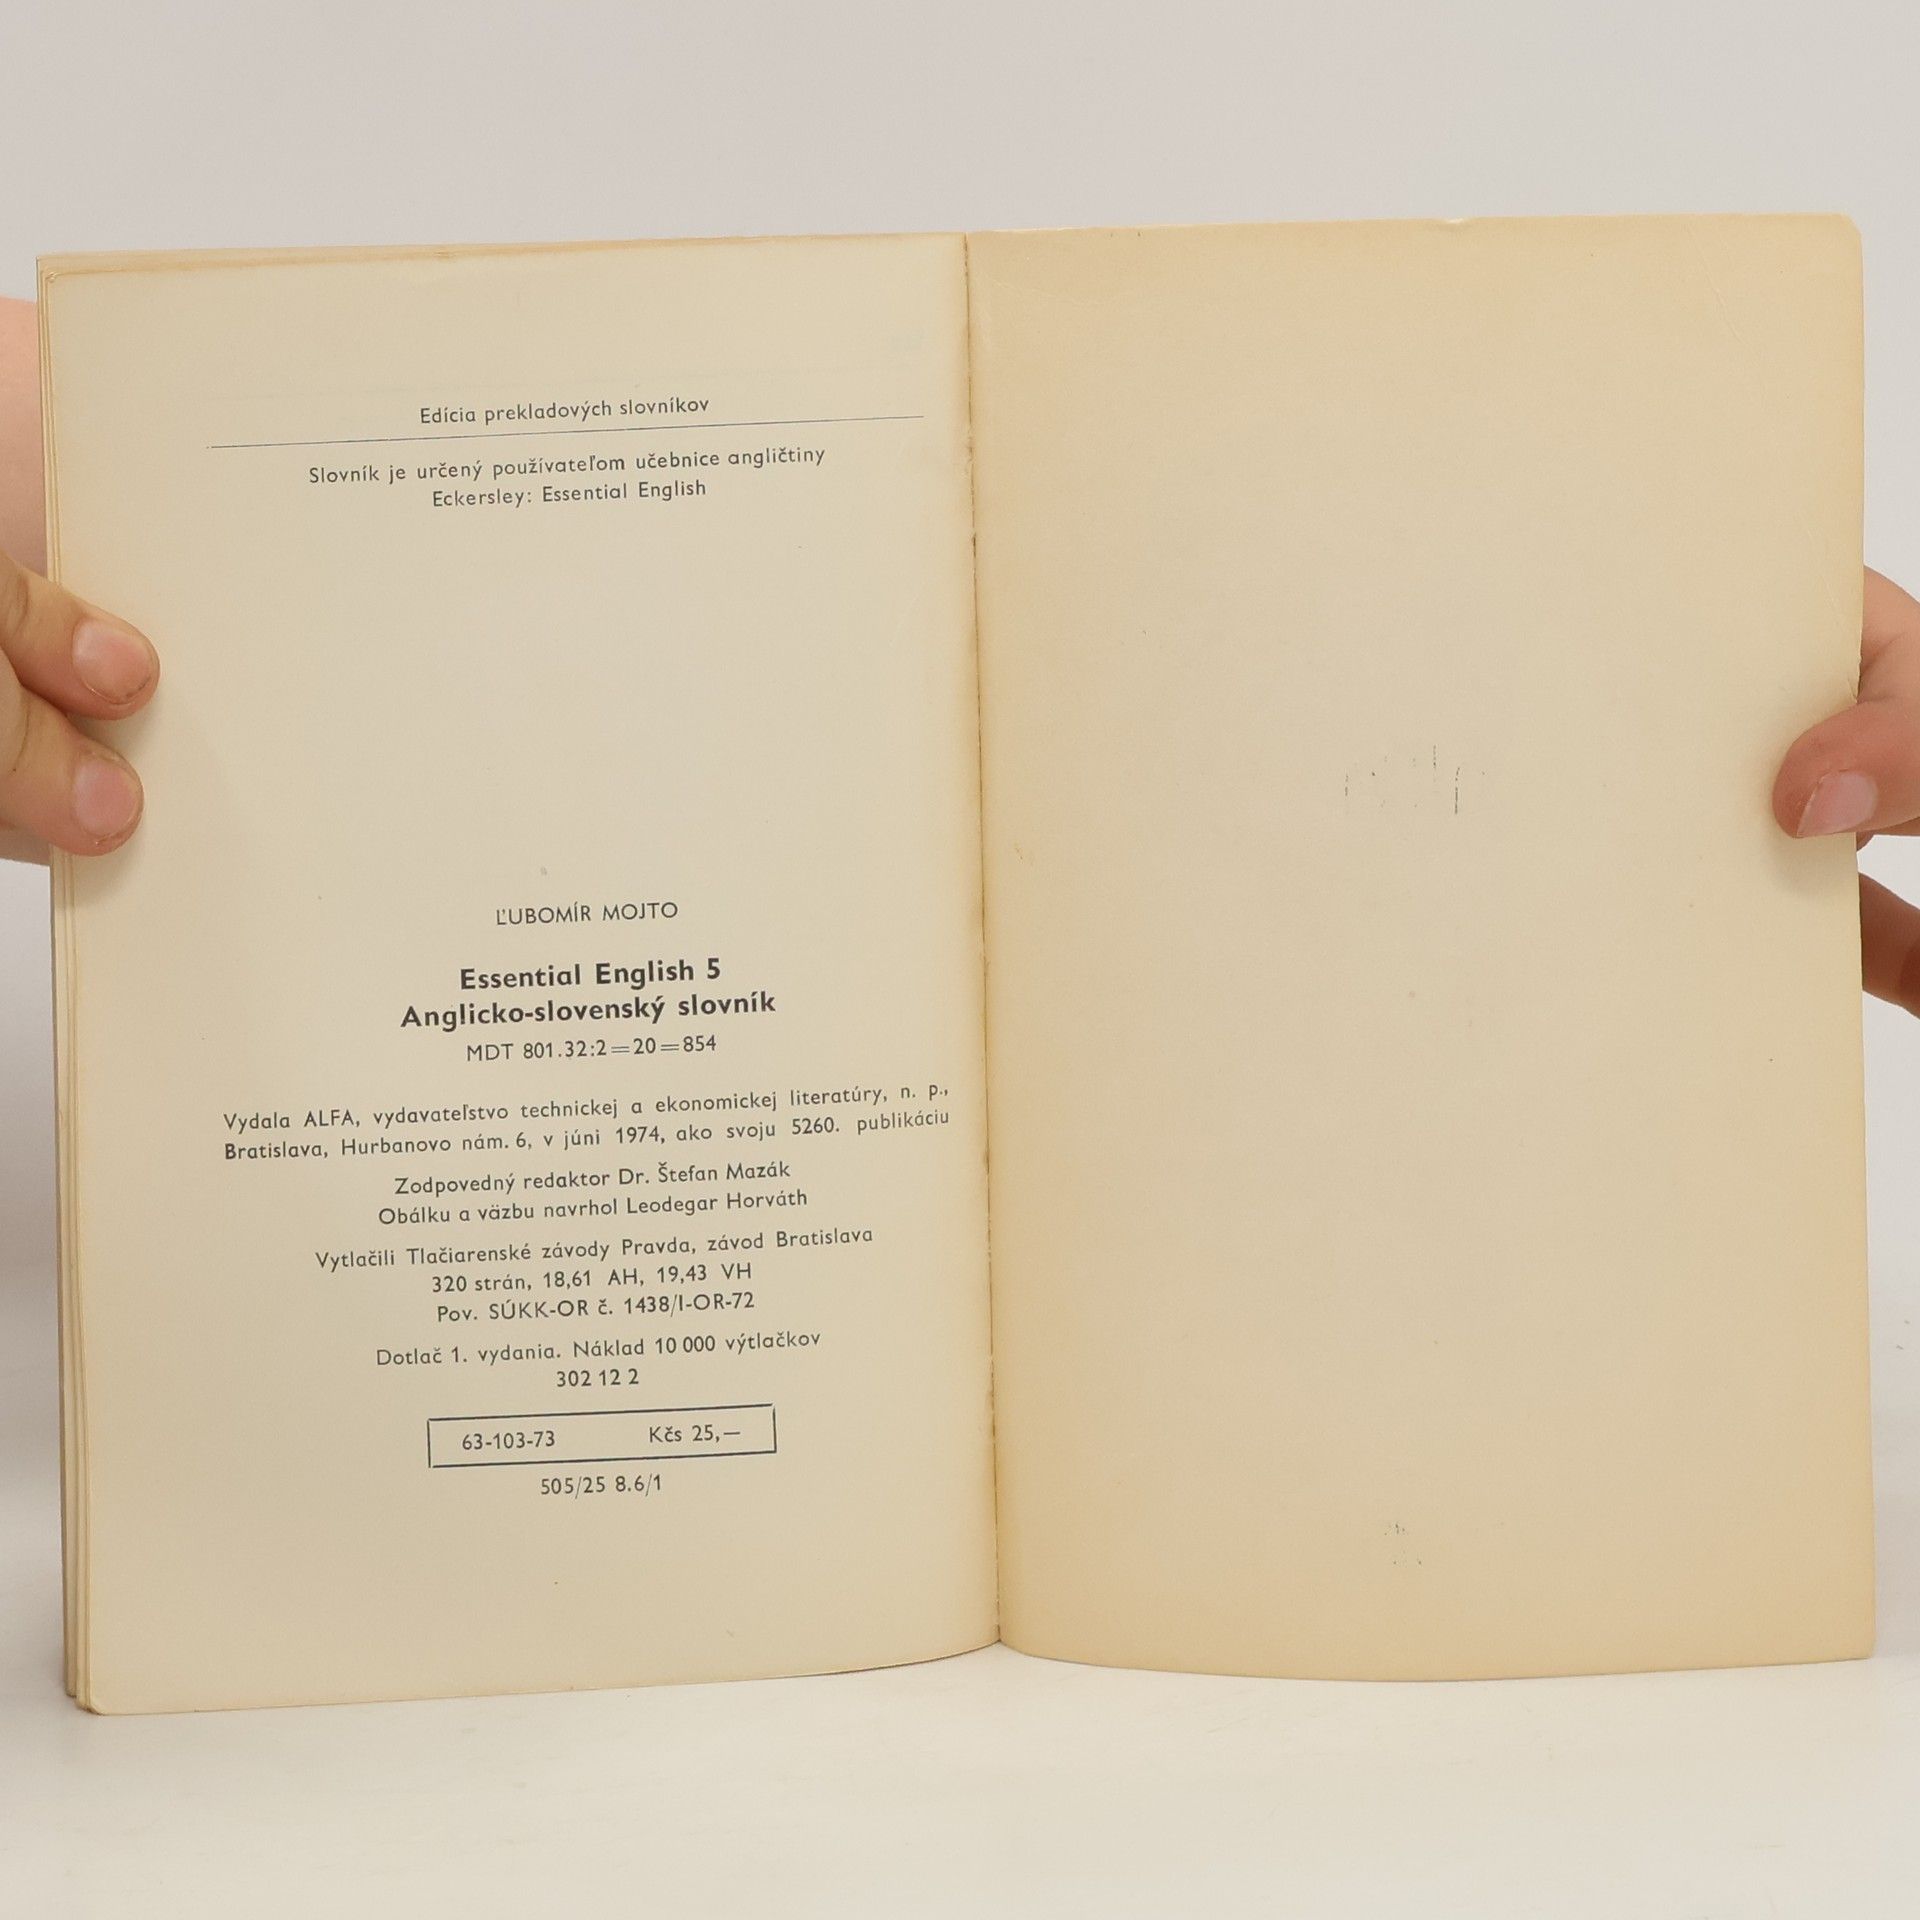 Edícia prekladových slovníkov
Slovník je určený používateľom učebnice angličtiny
Eckersley: Essential English
ĽUBOMÍR MOJTO
Essential English 5
Anglicko-slovenský slovník
MDT 801.32:2=20=854
Vydala ALFA, vydavateľstvo technickej a ekonomickej literatúry, n. p.,
Bratislava, Hurbanovo nám. 6, v júni 1974, ako svoju 5260. publikáciu
Zodpovedný redaktor Dr. Štefan Mazák
Obálku a väzbu navrhol Leodegar Horváth
Vytlačili Tlačiarenské závody Pravda, závod Bratislava
320 strán, 18,61 AH, 19,43 VH
Pov. SÚKK-OR č. 1438/I-OR-72
Dotlač 1. vydania. Náklad 10 000 výtlačkov
302 12 2
63-103-73 Kčs 25,—
505/25 8.6/1